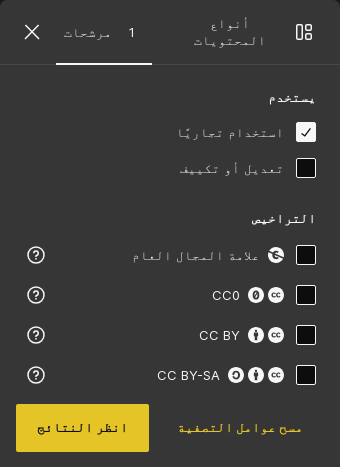 أنواع
المحتويات
1 مرشحات
يستخدم
استخدام تجاريًا
تعديل أو تكييف
التراخيص
علامة المجال العام
CC0
CC BY
CC BY-SA
مسح عوامل التصفية
انظر النتائج